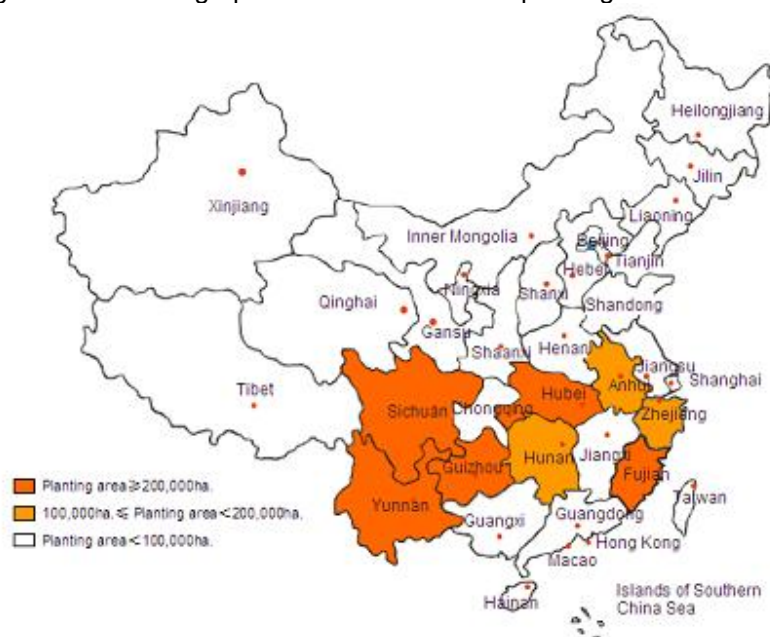 Heilongjiang
Jilin
Xinjiang
Liaoning
Inner Mongolia
Beijing
Tianjin
Hebei
Ningxia
Shanxi
Qinghai
Shandong
Gansu
Shaanxi
Henan
Jiangsu
Shanghai
Anhui
Tibet
Hubei
Sichuan
Chongqing
Zhejiang
Hunan
Jiangxi
Guizhou
Fujian
Planting area ≥200,000ha.
Yunnan
Taiwan
100,000ha. ≤ Planting area <200,000ha.
Guangxi
Guangdong
Planting area <100,000ha.
Hong Kong
Macao
Hainan
Islands of Southern
China Sea